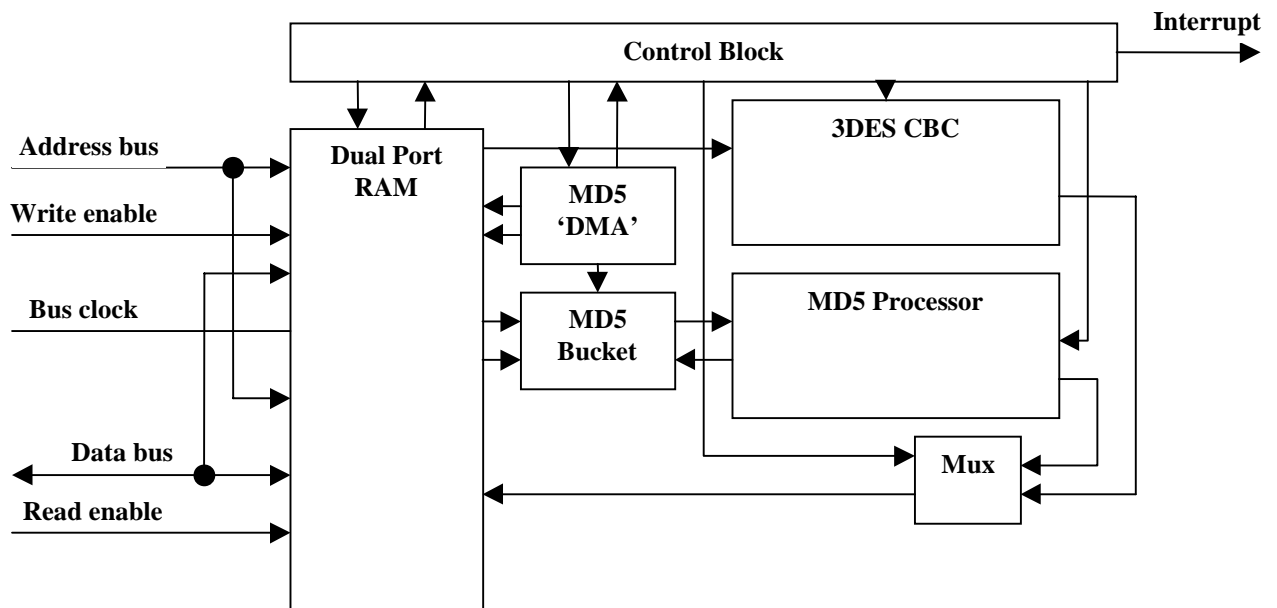 Interrupt
Control Block
3DES CBC
Address bus
Dual Port
RAM
MD5
‘DMA’
Write enable
Bus clock
MD5
Bucket
MD5 Processor
Data bus
Mux
Read enable